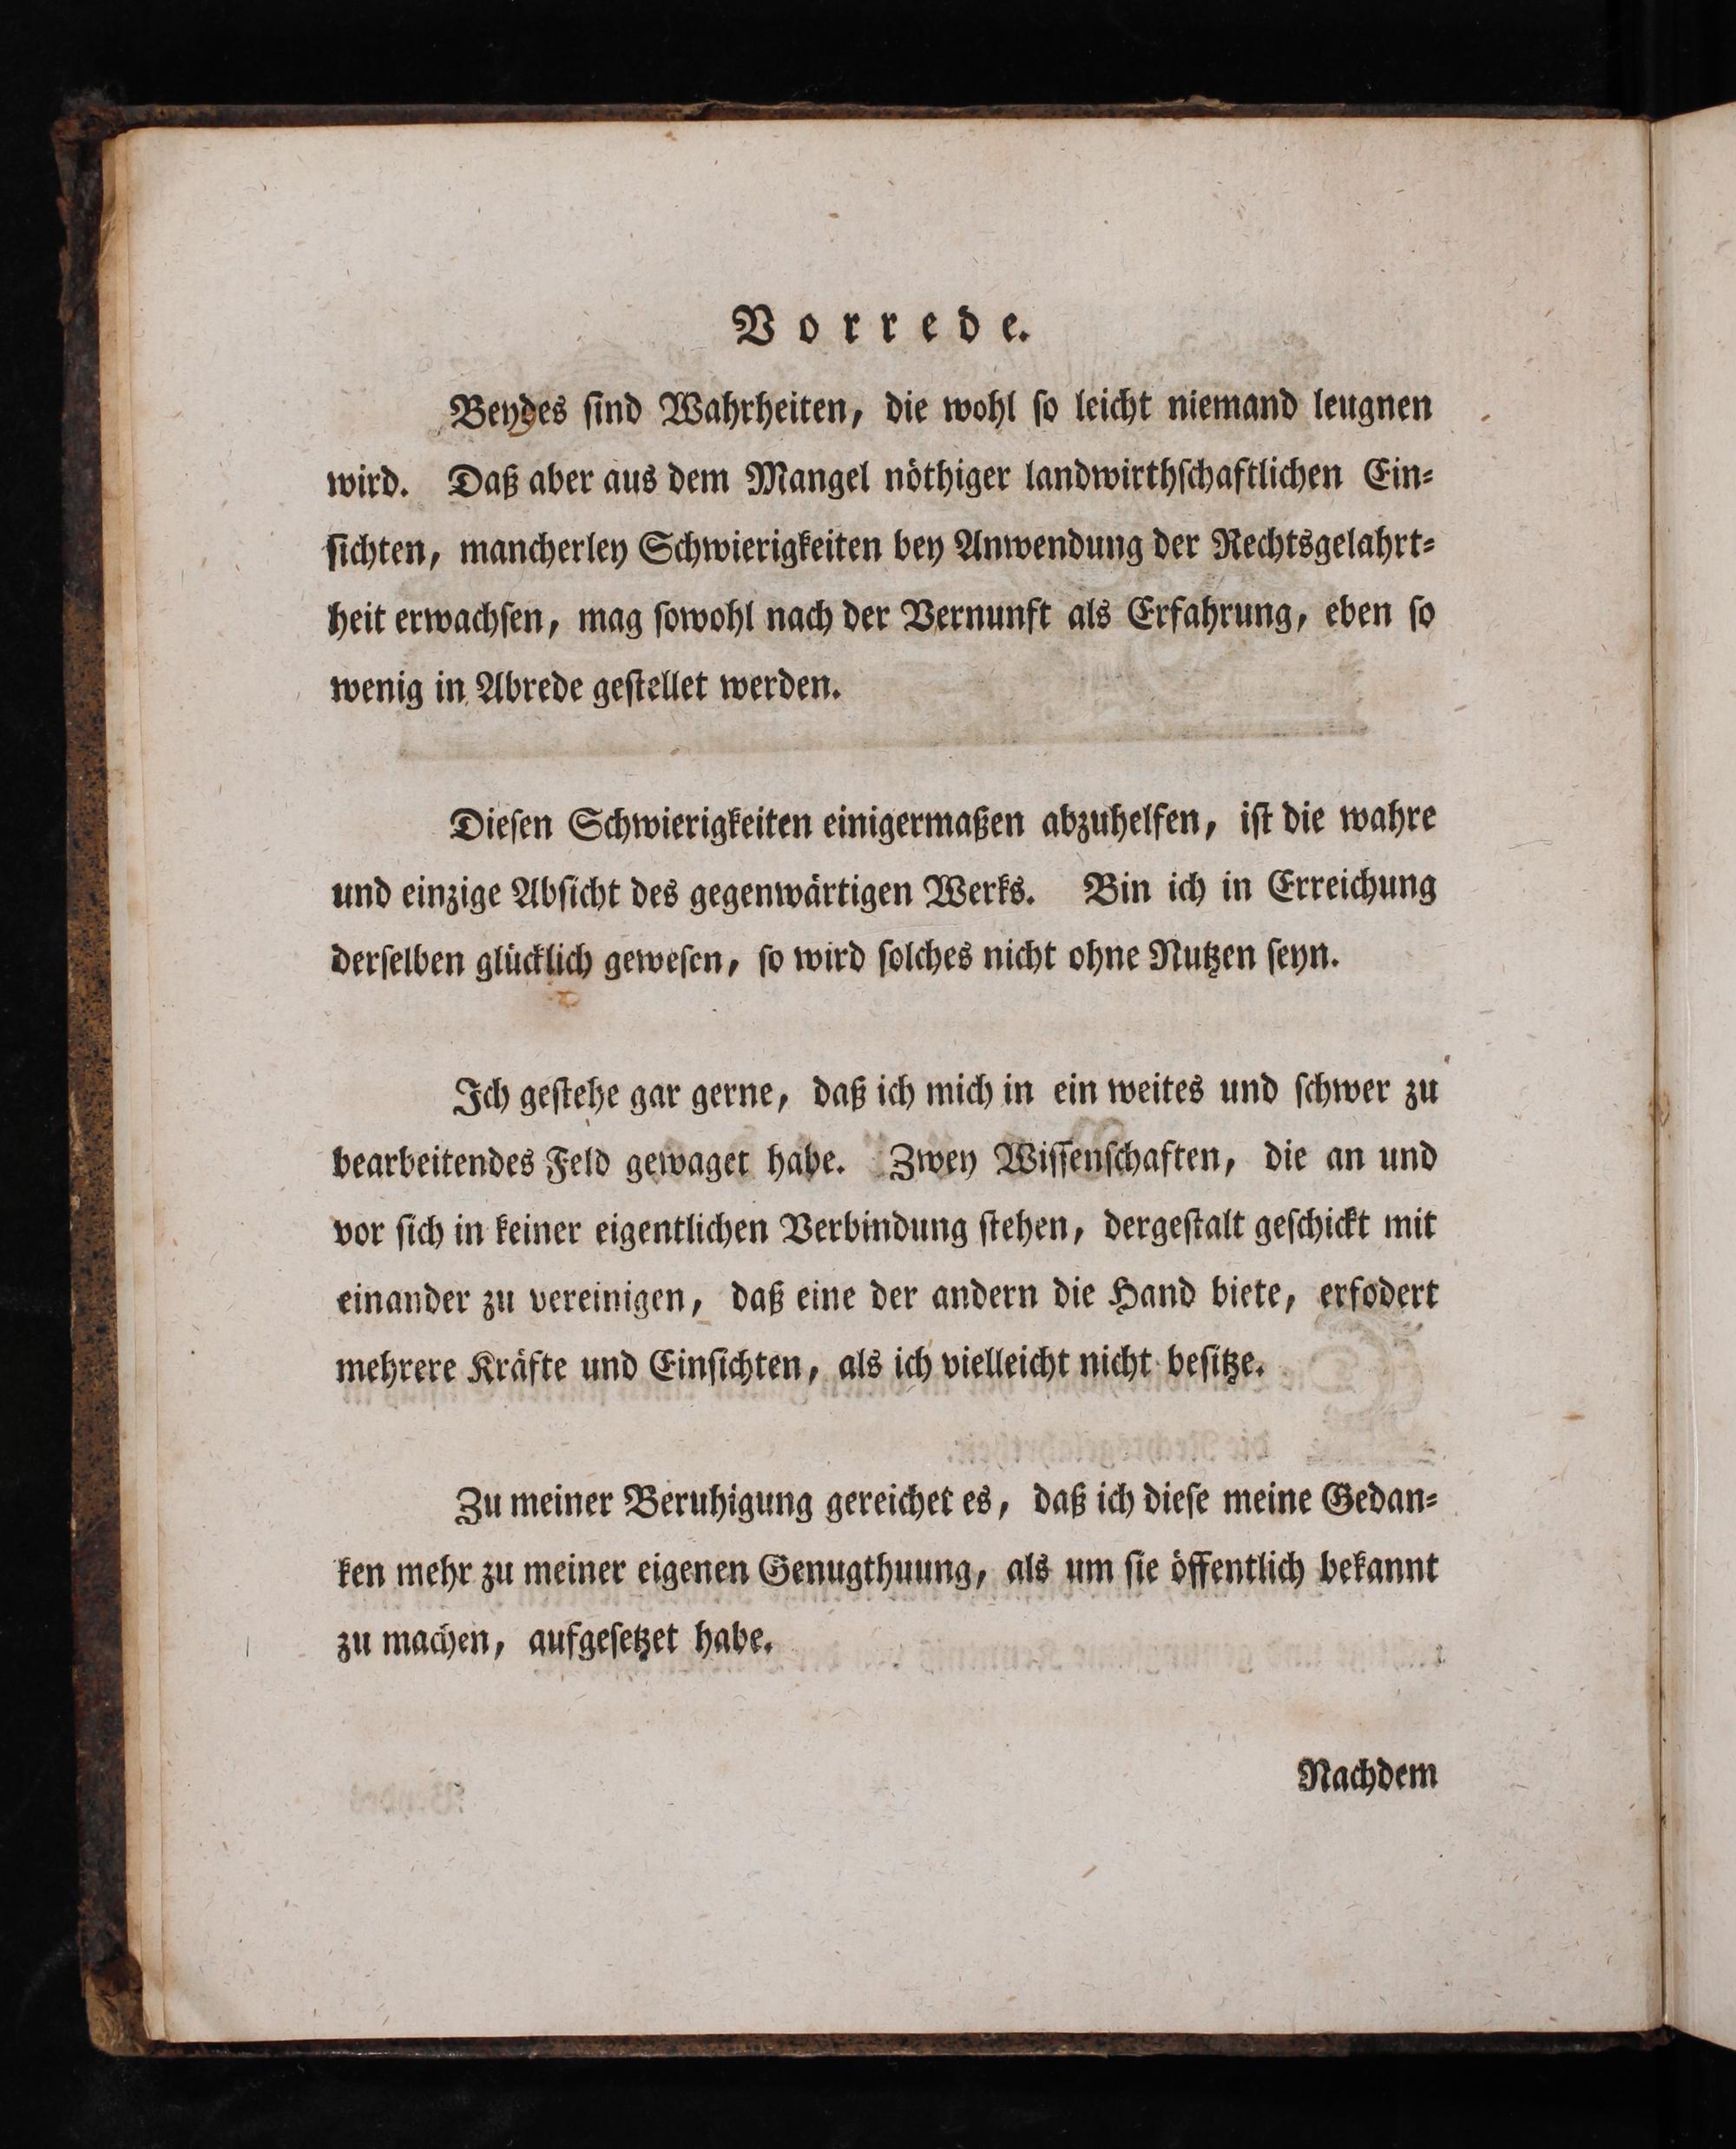 Vorrede.
Beydes ſind Wahrheiten, die wohl ſo leicht niemand leugnen
wird. Daß aber aus dem Mangel nöthiger landwirthſchaftlichen Ein⸗
ſichten, mancherley Schwierigkeiten bey Anwendung der Rechtsgelahrt⸗
heit erwachſen, mag ſowohl nach der Vernunft als Erfahrung, eben ſo
wenig in Abrede geſtellet werden.
Dieſen Schwierigkeiten einigermaßen abzuhelfen, iſt die wahre
und einzige Abſicht des gegenwärtigen Werks. Bin ich in Erreichung
derſelben glücklich geweſen, ſo wird ſolches nicht ohne Nutzen ſeyn.
Ich geſtehe gar gerne, daß ich mich in ein weites und ſchwer zu
bearbeitendes Feld gewaget habe. Zwey Wiſſenſchaften, die an und
vor ſich in keiner eigentlichen Verbindung ſtehen, dergeſtalt geſchickt mit
einander zu vereinigen, daß eine der andern die Hand biete, erfodert
mehrere Kräfte und Einſichten, als ich vielleicht nicht beſitze.
Zu meiner Beruhigung gereichet es, daß ich dieſe meine Gedan⸗
ken mehr zu meiner eigenen Genugthuung, als um ſie öffentlich bekannt
zu machen, aufgeſetzet habe.
Nachdem